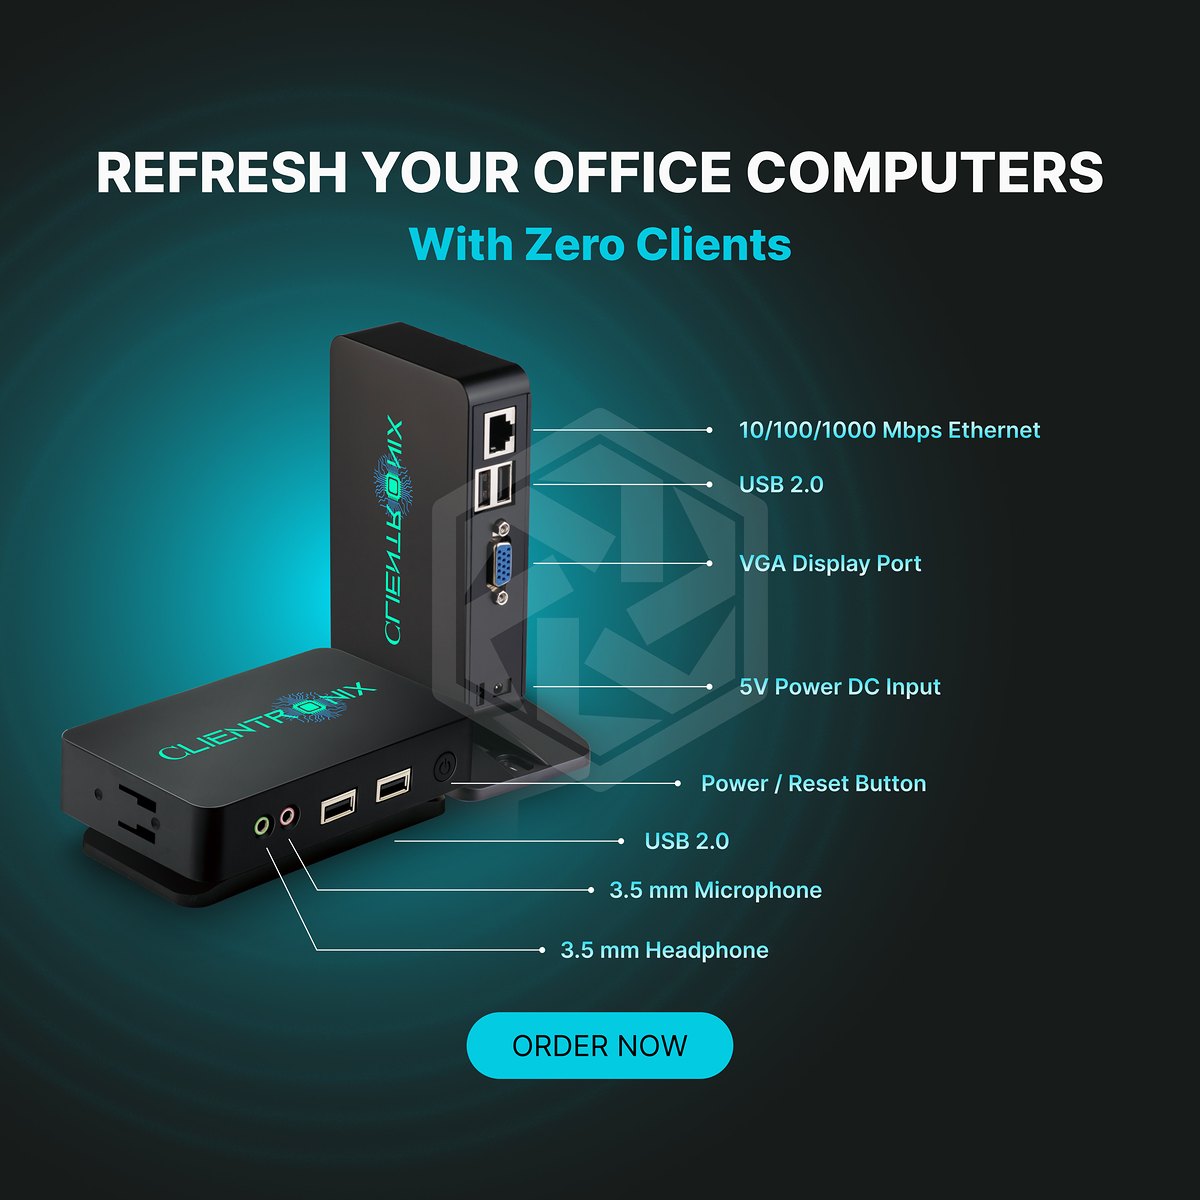 REFRESH YOUR OFFICE COMPUTERS
With Zero Clients
CLIENTRONIX
10/100/1000 Mbps Ethernet
USB 2.0
VGA Display Port
5V Power DC Input
CLIENTRONIX
Power / Reset Button
USB 2.0
3.5 mm Microphone
3.5 mm Headphone
ORDER NOW